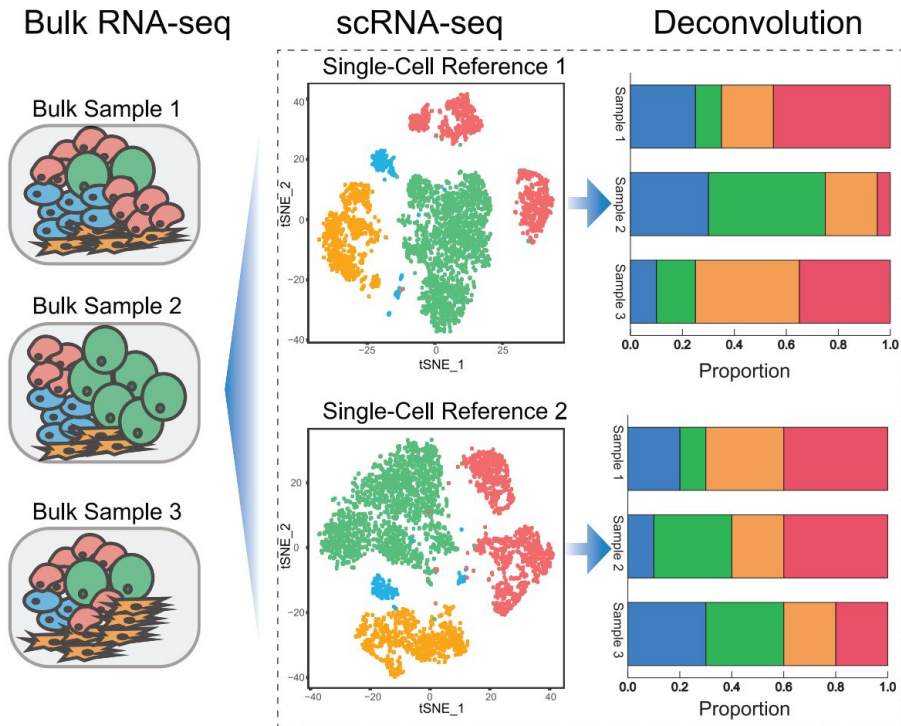 Bulk RNA-seq
scRNA-seq
Deconvolution
Bulk Sample 1
Bulk Sample 2
Bulk Sample 3
Single-Cell Reference 1
40
20
0
−20
−40
tSNE_2
−25
0
25
tSNE_1
Sample 1
Sample 2
Sample 3
0.0 0.2 0.4 0.6 0.8 1.0
Proportion
Single-Cell Reference 2
20
0
−20
−40
tSNE_2
−40
−20
0
20
40
tSNE_1
Sample 1
Sample 2
Sample 3
0.0 0.2 0.4 0.6 0.8 1.0
Proportion